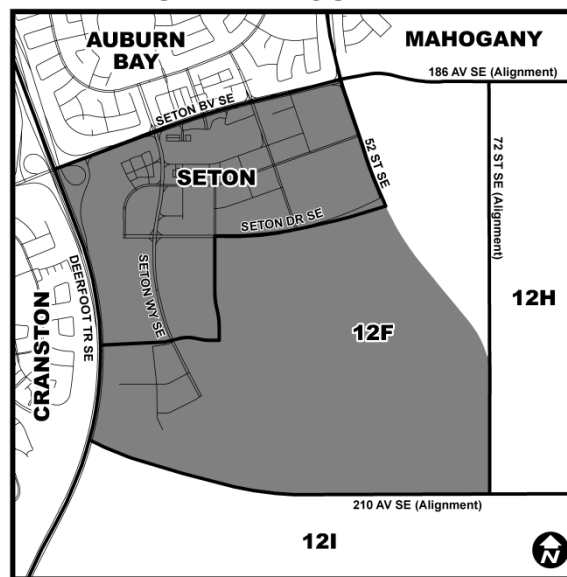 AUBURN
BAY
MAHOGANY
186 AV SE (Alignment)
SETON BV SE
52 ST SE
72 ST SE (Alignment)
SETON
SETON DR SE
DEERFOOT TR SE
SETON WY SE
12H
12F
CRANSTON
210 AV SE (Alignment)
12I
N